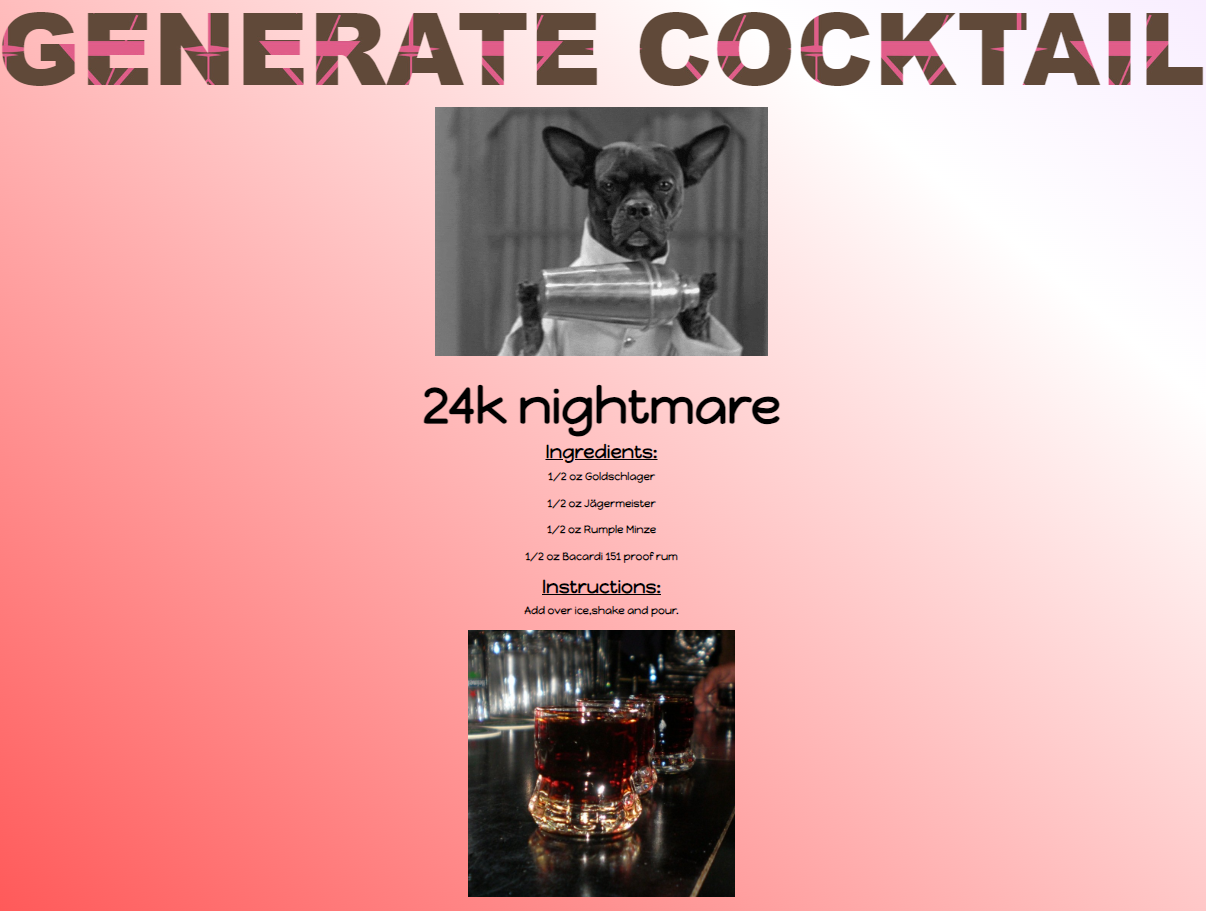 GENERATE COCKTAIL
24k nightmare
Ingredients:
1/2 oz Goldschlager
1/2 oz Jägermeister
1/2 oz Rumple Minze
1/2 oz Bacardi 151 proof rum
Instructions:
Add over ice,shake and pour.